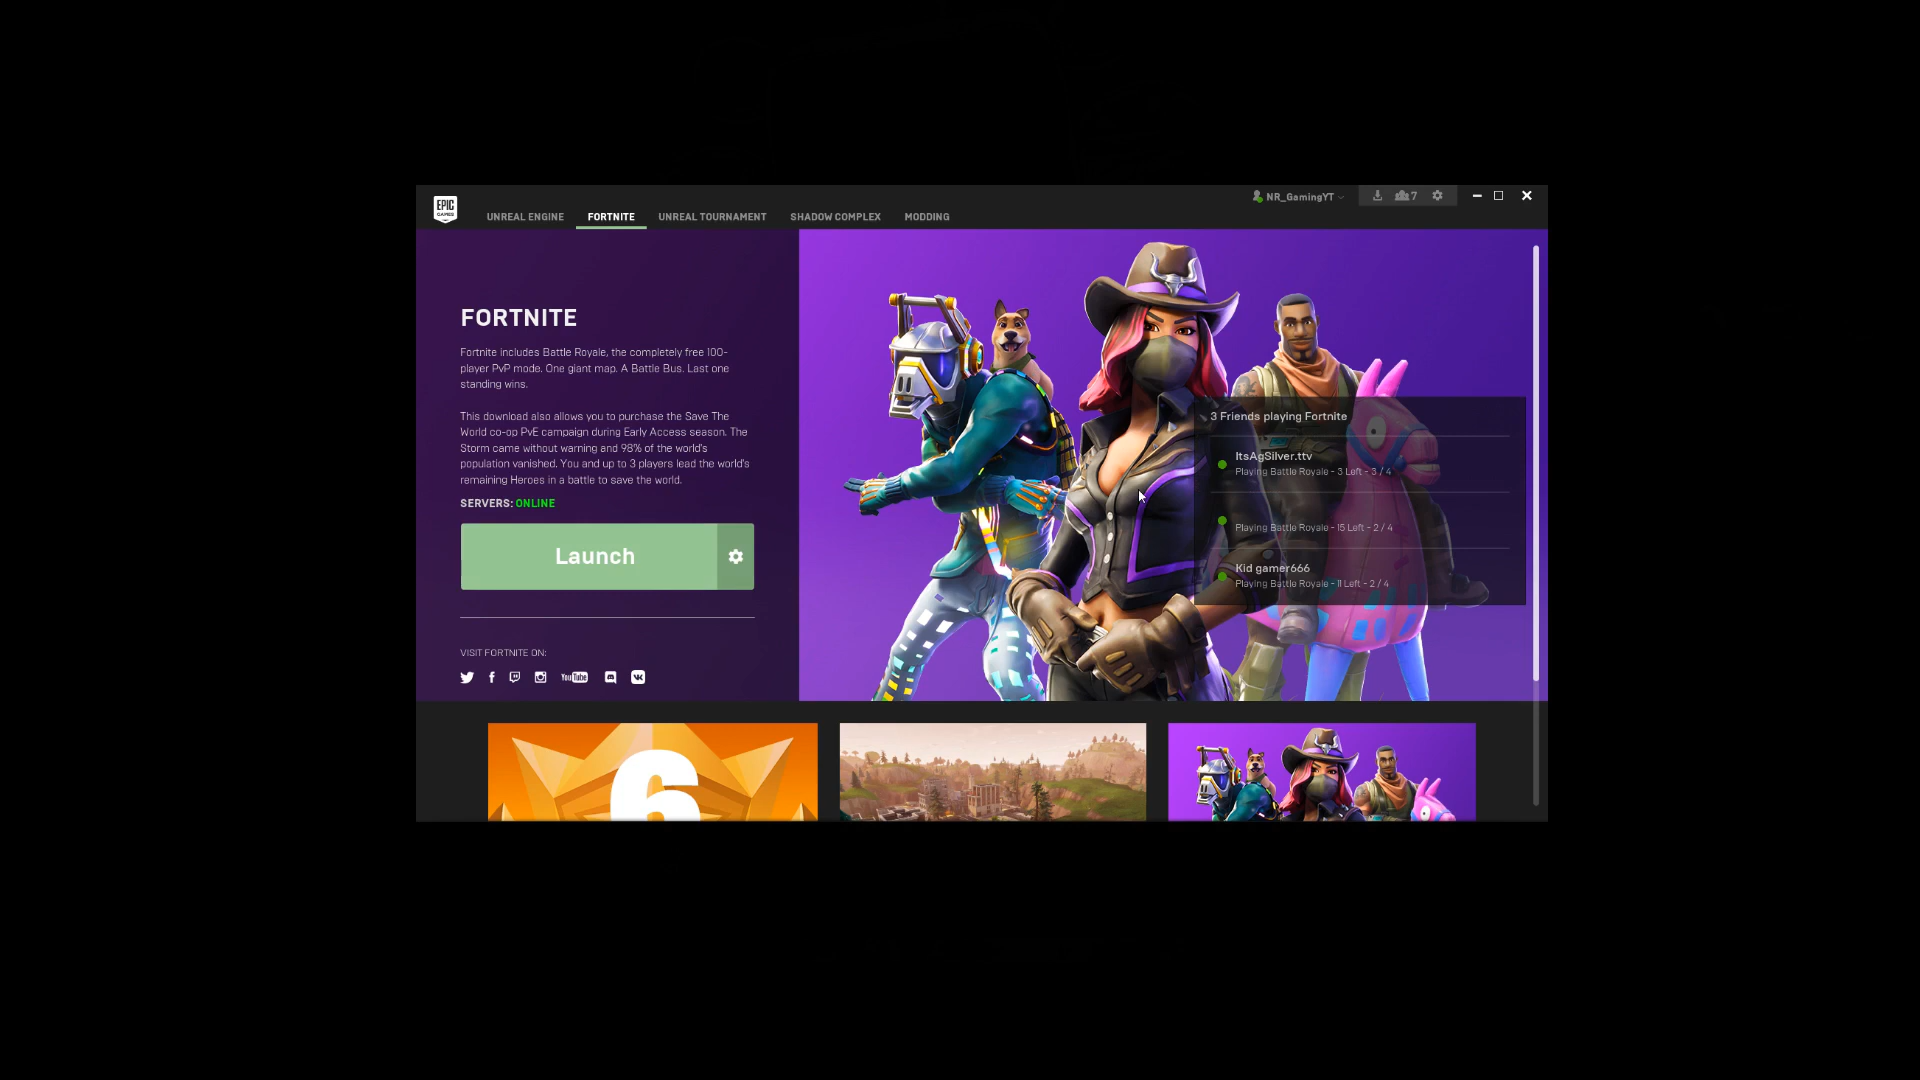 EPIC
GAMES
NR_GamingYT
7
UNREAL ENGINE
FORTNITE
UNREAL TOURNAMENT
SHADOW COMPLEX
MODDING
FORTNITE
Fortnite includes Battle Royale, the completely free 100-
player PvP mode. One giant map. A Battle Bus. Last one
standing wins.
This download also allows you to purchase the Save The
World co-op PvE campaign during Early Access season. The
Storm came without warning and 98% of the world's
population vanished. You and up to 3 players lead the world's
remaining Heroes in a battle to save the world.
SERVERS: ONLINE
Launch
VISIT FORTNITE ON:
YouTube
3 Friends playing Fortnite
ItsAgSilver.ttv
Playing Battle Royale - 3 Left - 3 / 4
Playing Battle Royale - 15 Left - 2 / 4
Kid gamer666
Playing Battle Royale - 11 Left - 2 / 4
6